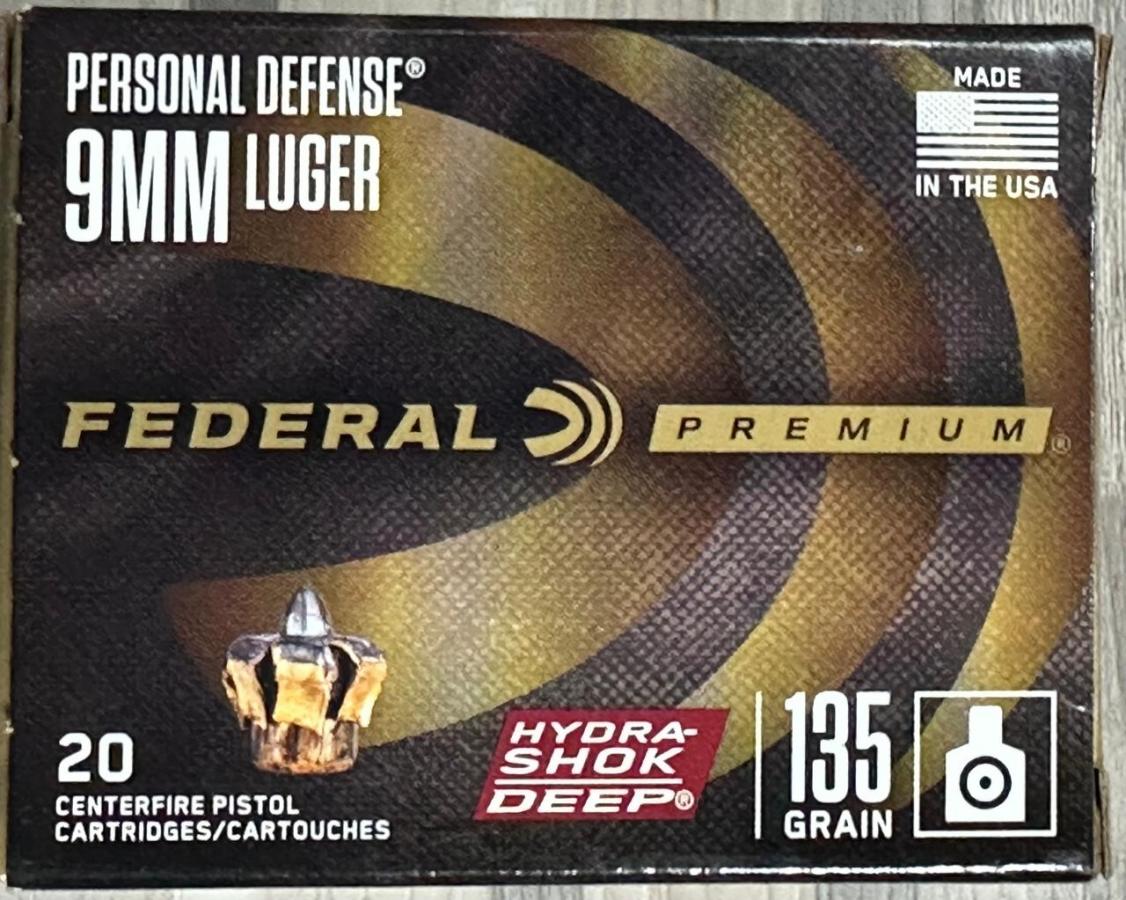 PERSONAL DEFENSE®
9MM LUGER
MADE
IN THE USA
FEDERAL PREMIUM®
20
CENTERFIRE PISTOL
CARTRIDGES/CARTOUCHES
HYDRA-
SHOK
DEEP®
135
GRAIN